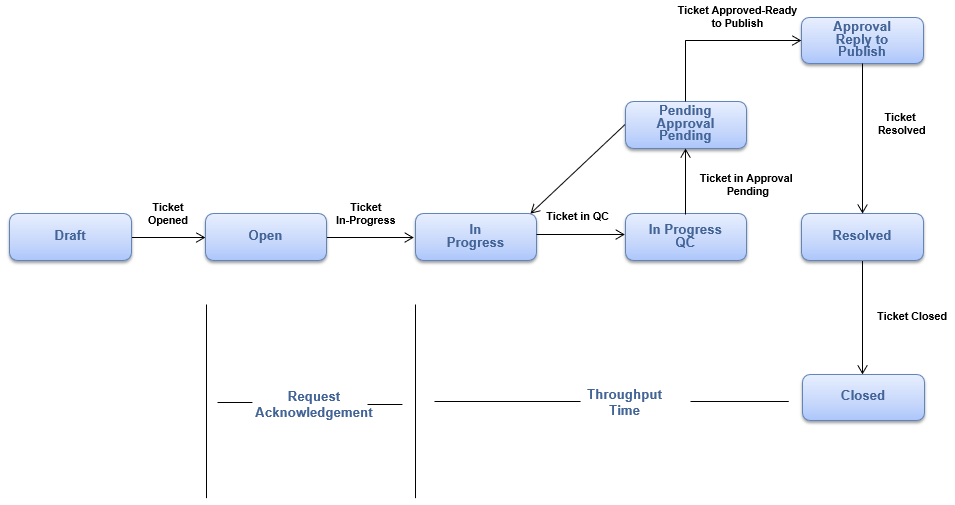 Ticket Approved-Ready
to Publish
Approval
Reply to
Publish
Pending
Approval
Pending
Ticket
Resolved
Ticket in Approval
Pending
Ticket
Opened
Ticket
In-Progress
Ticket in QC
Draft
Open
In
Progress
In Progress
QC
Resolved
Ticket Closed
Request
Acknowledgement
Throughput
Time
Closed